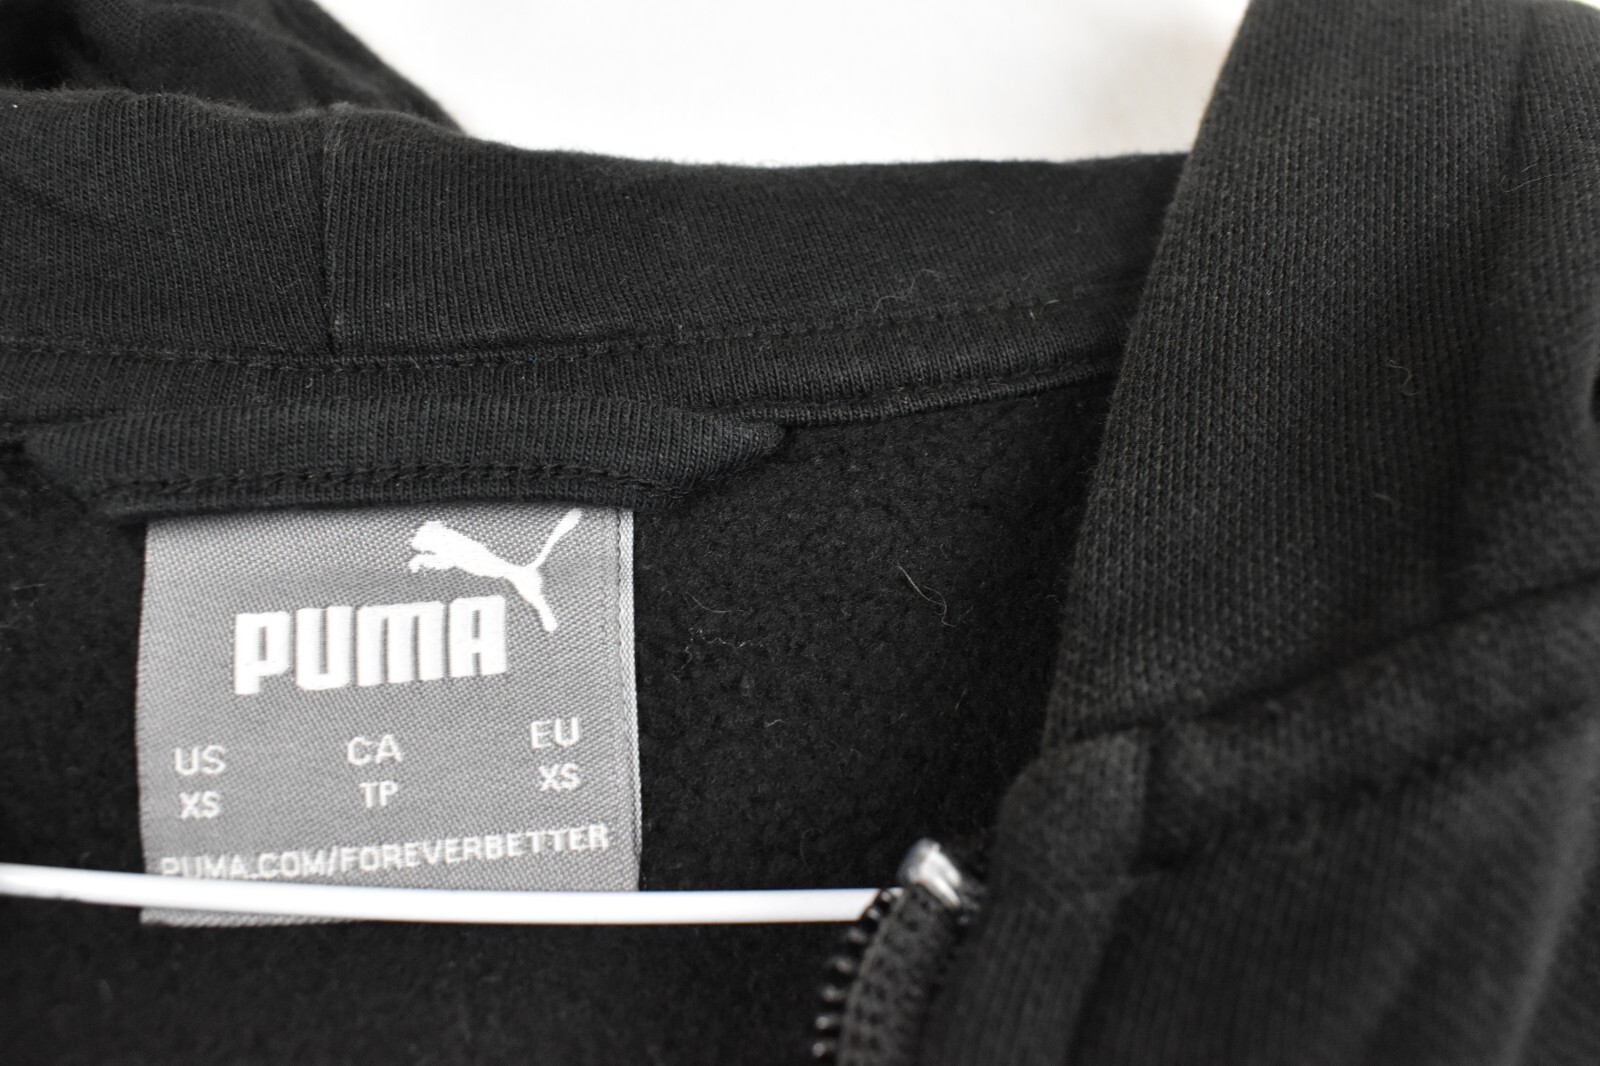 PUMA
US CA EU
XS TP XS
PUMA.COM/FOREVERBETTER